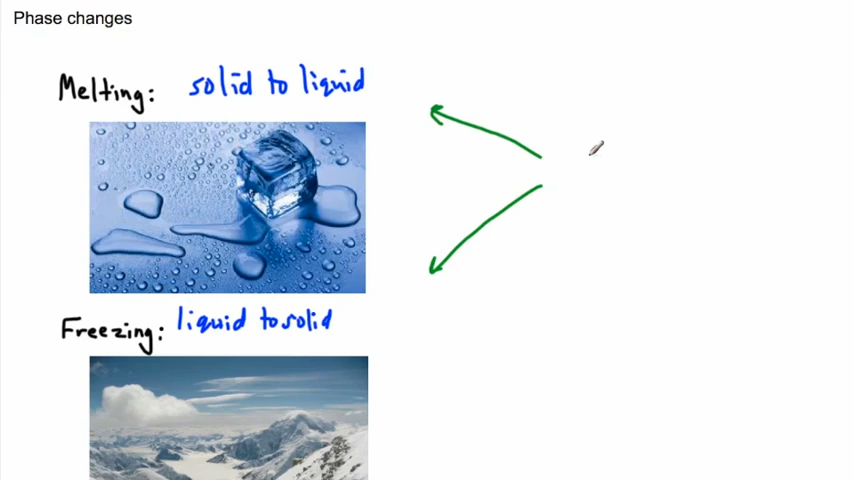 Phase changes
Melting: solid to liquid
Freezing: liquid to solid